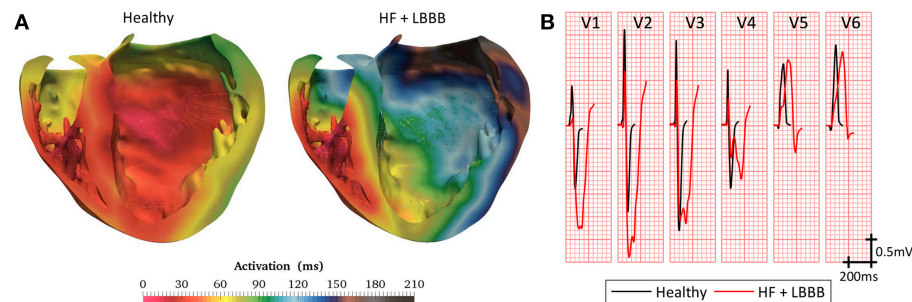 A
Healthy
HF + LBBB
Activation (ms)
0 30 60 90 120 150 180 210
B
V1 V2 V3 V4 V5 V6
0.5mV
200ms
Healthy HF + LBBB